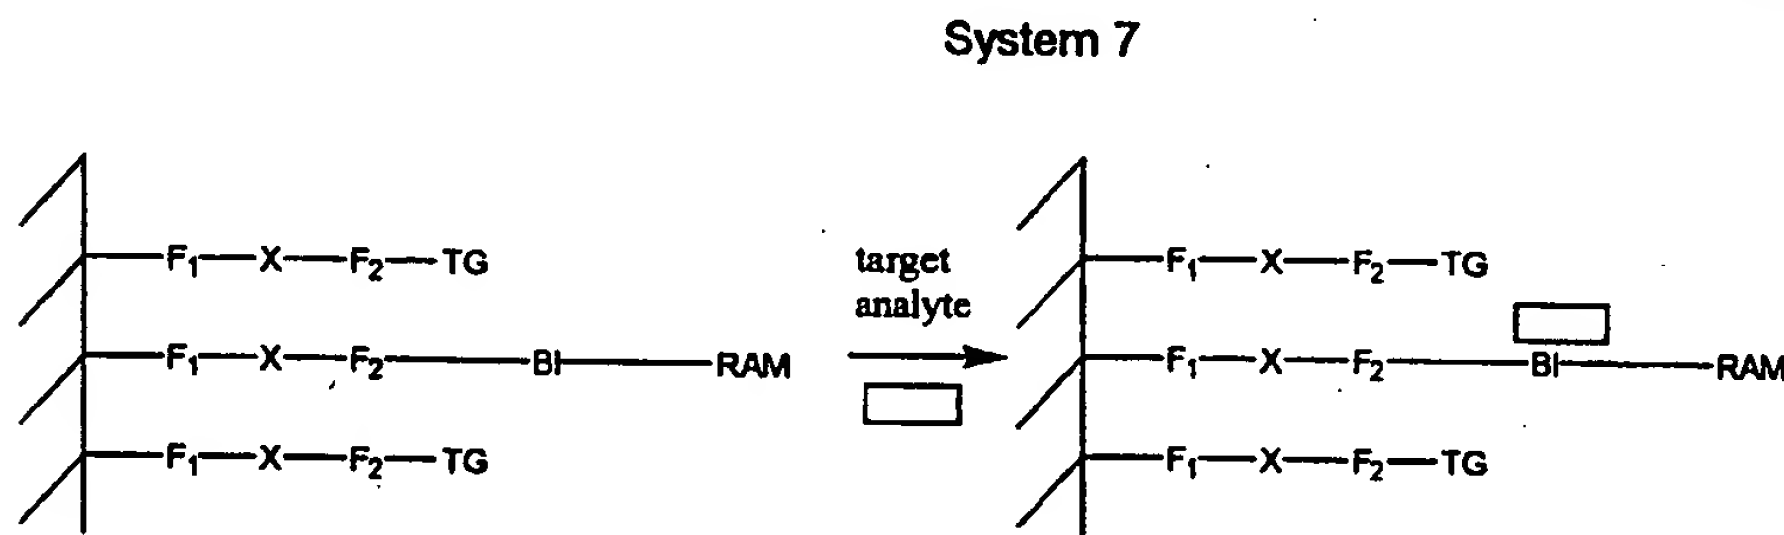 System 7
F₁—X—F₂—TG
F₁—X—F₂—BI—RAM
F₁—X—F₂—TG
target
analyte
F₁—X—F₂—TG
F₁—X—F₂—BI—RAM
F₁—X—F₂—TG